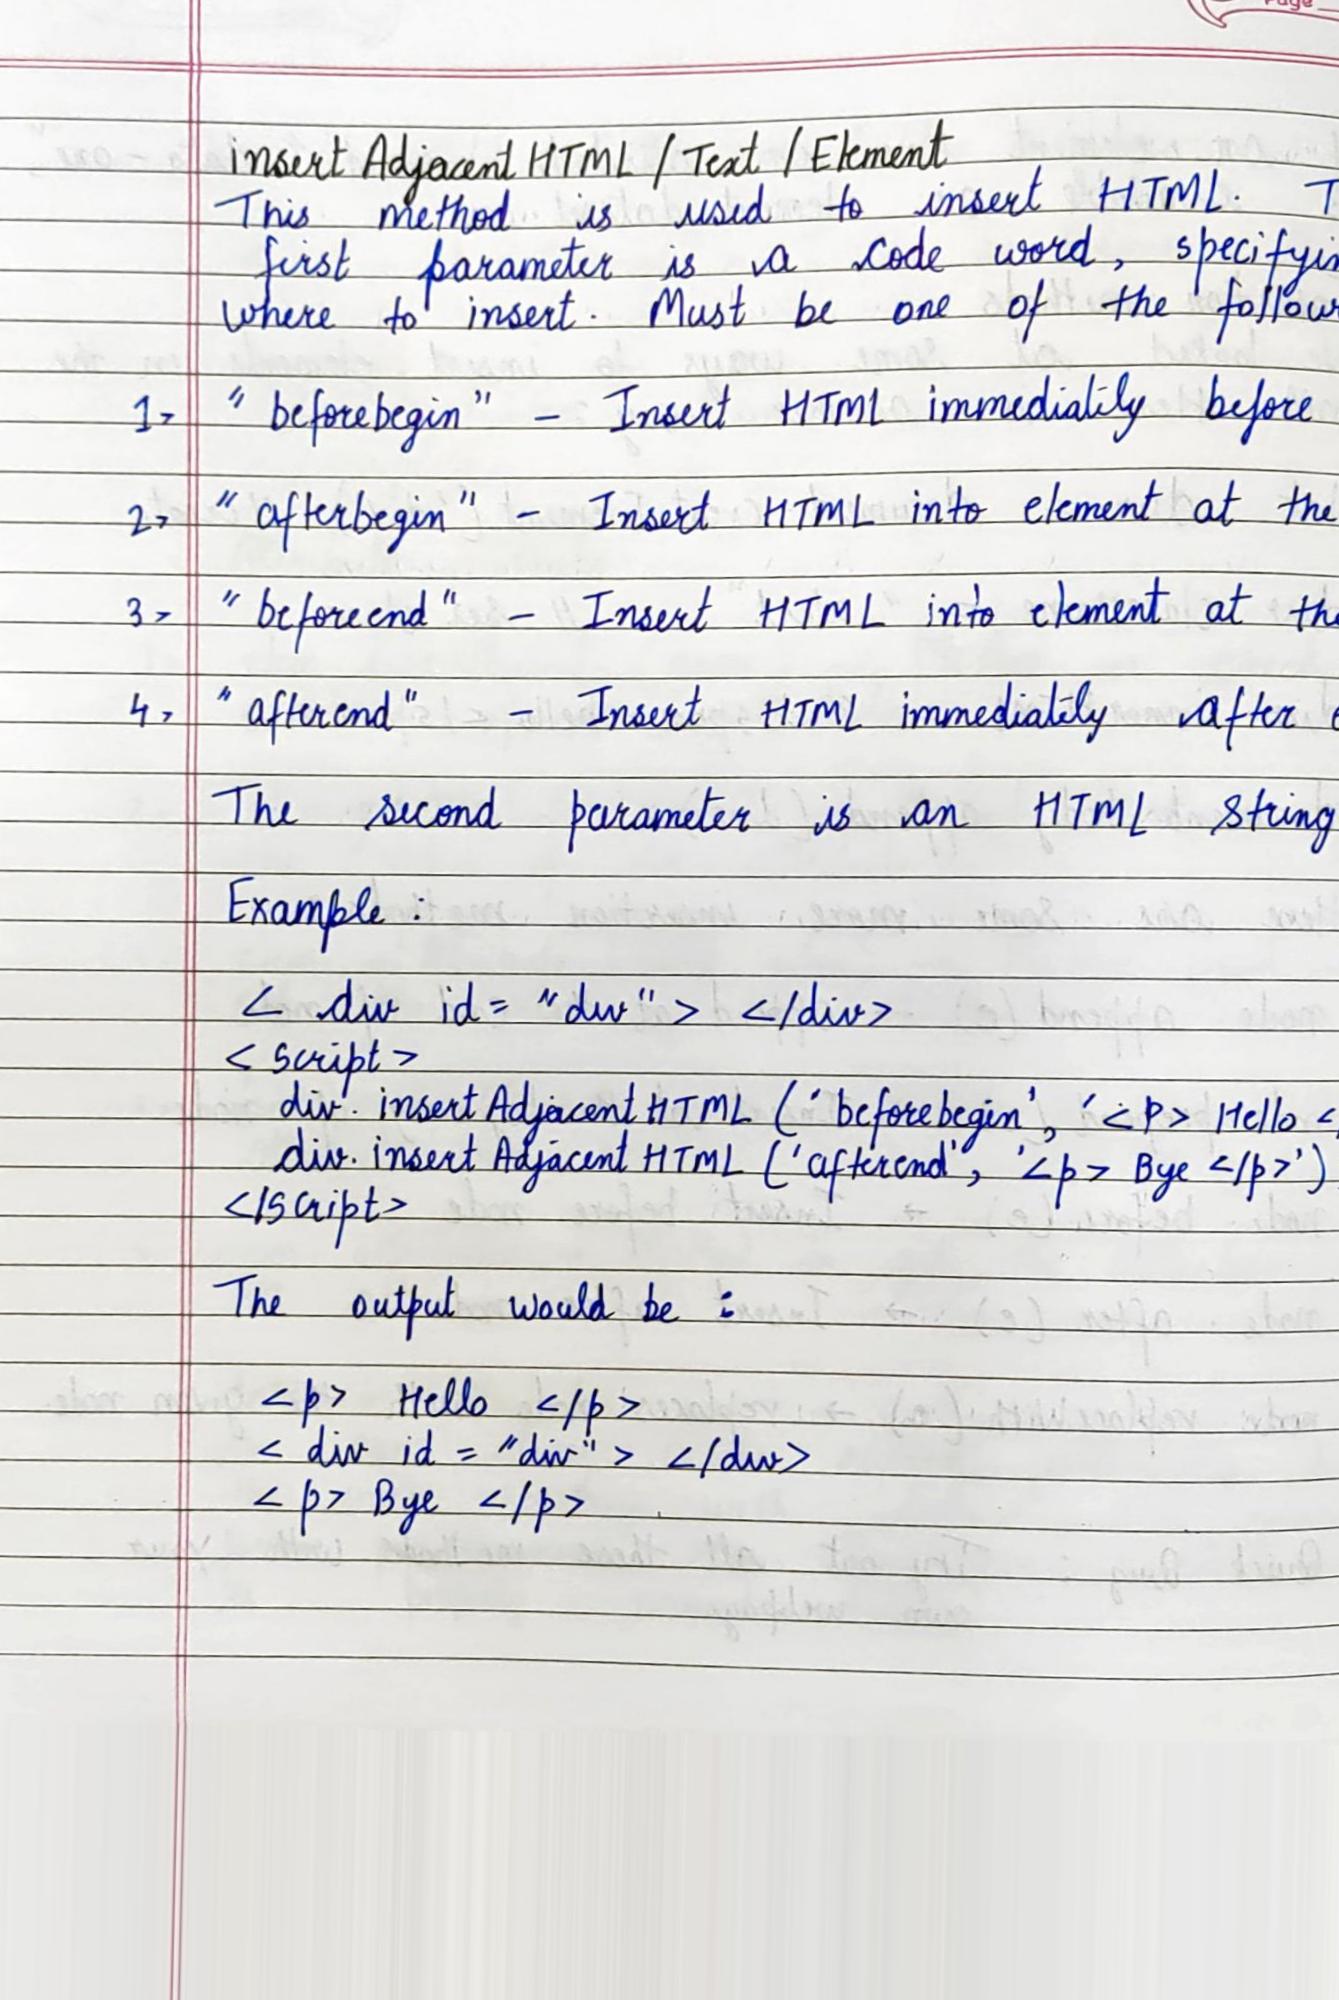 Page
insert Adjacent HTML / Text / Element
This method is used to insert HTML. T
first parameter is a code word, specifyin
where to insert. Must be one of the follow
1> "beforebegin" - Insert HTML immediatily before
2> "afterbegin" - Insert HTML into element at the
3> "beforeend" - Insert HTML into element at the
4> "afterend" - Insert HTML immediatily after e
The second parameter is an HTML String
Example :
< div id = "div" > </div>
< script >
div. insert Adjacent HTML ('beforebegin', '<p> Hello <
div. insert Adjacent HTML ('afterend', '<p> Bye </p>')
</script>
The output would be :
<p> Hello </p>
< div id = "div" > </div>
<p> Bye </p>